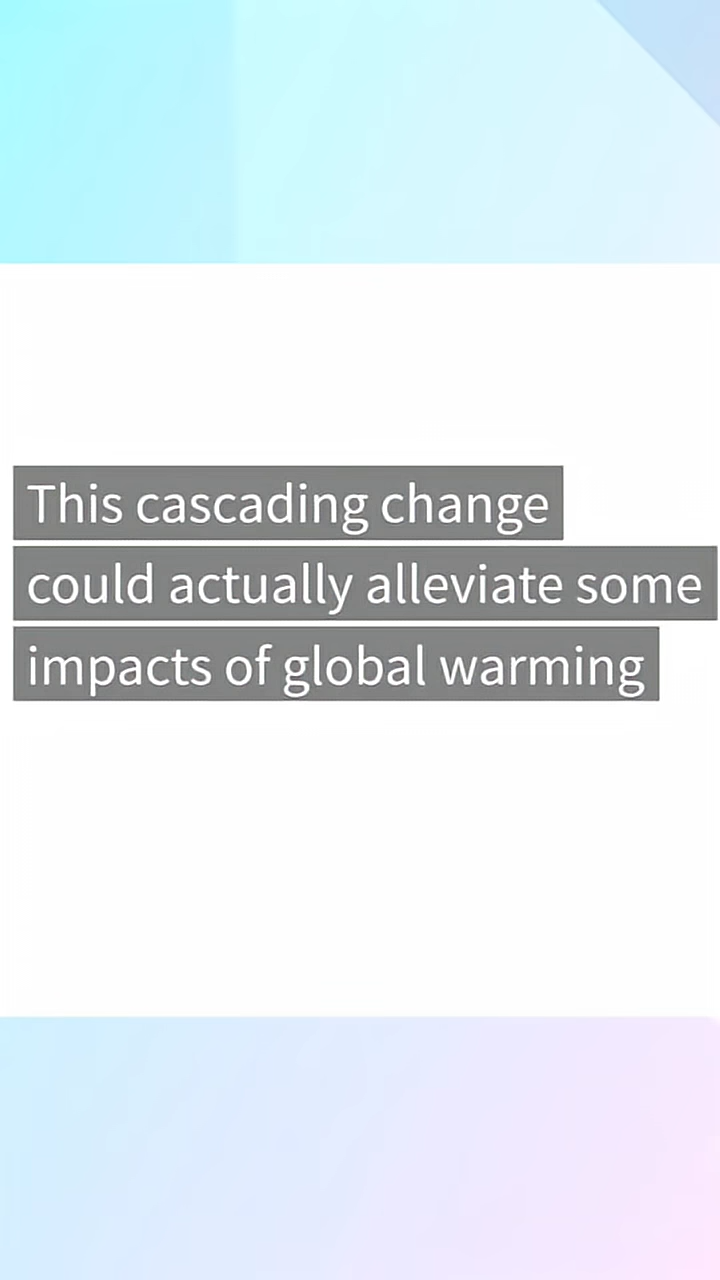 This cascading change
could actually alleviate some
impacts of global warming